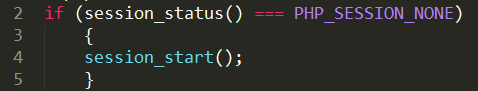 2 if (session_status() === PHP_SESSION_NONE)
3     {
4     session_start();
5     }